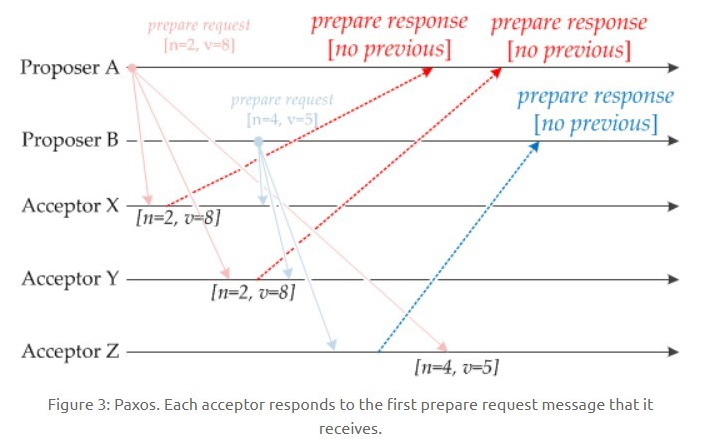 prepare request
[n=2, v=8]
prepare response
[no previous]
prepare response
[no previous]
Proposer A
prepare request
[n=4, v=5]
prepare response
[no previous]
Proposer B
Acceptor X
[n=2, v=8]
Acceptor Y
[n=2, v=8]
Acceptor Z
[n=4, v=5]
Figure 3: Paxos. Each acceptor responds to the first prepare request message that it
receives.